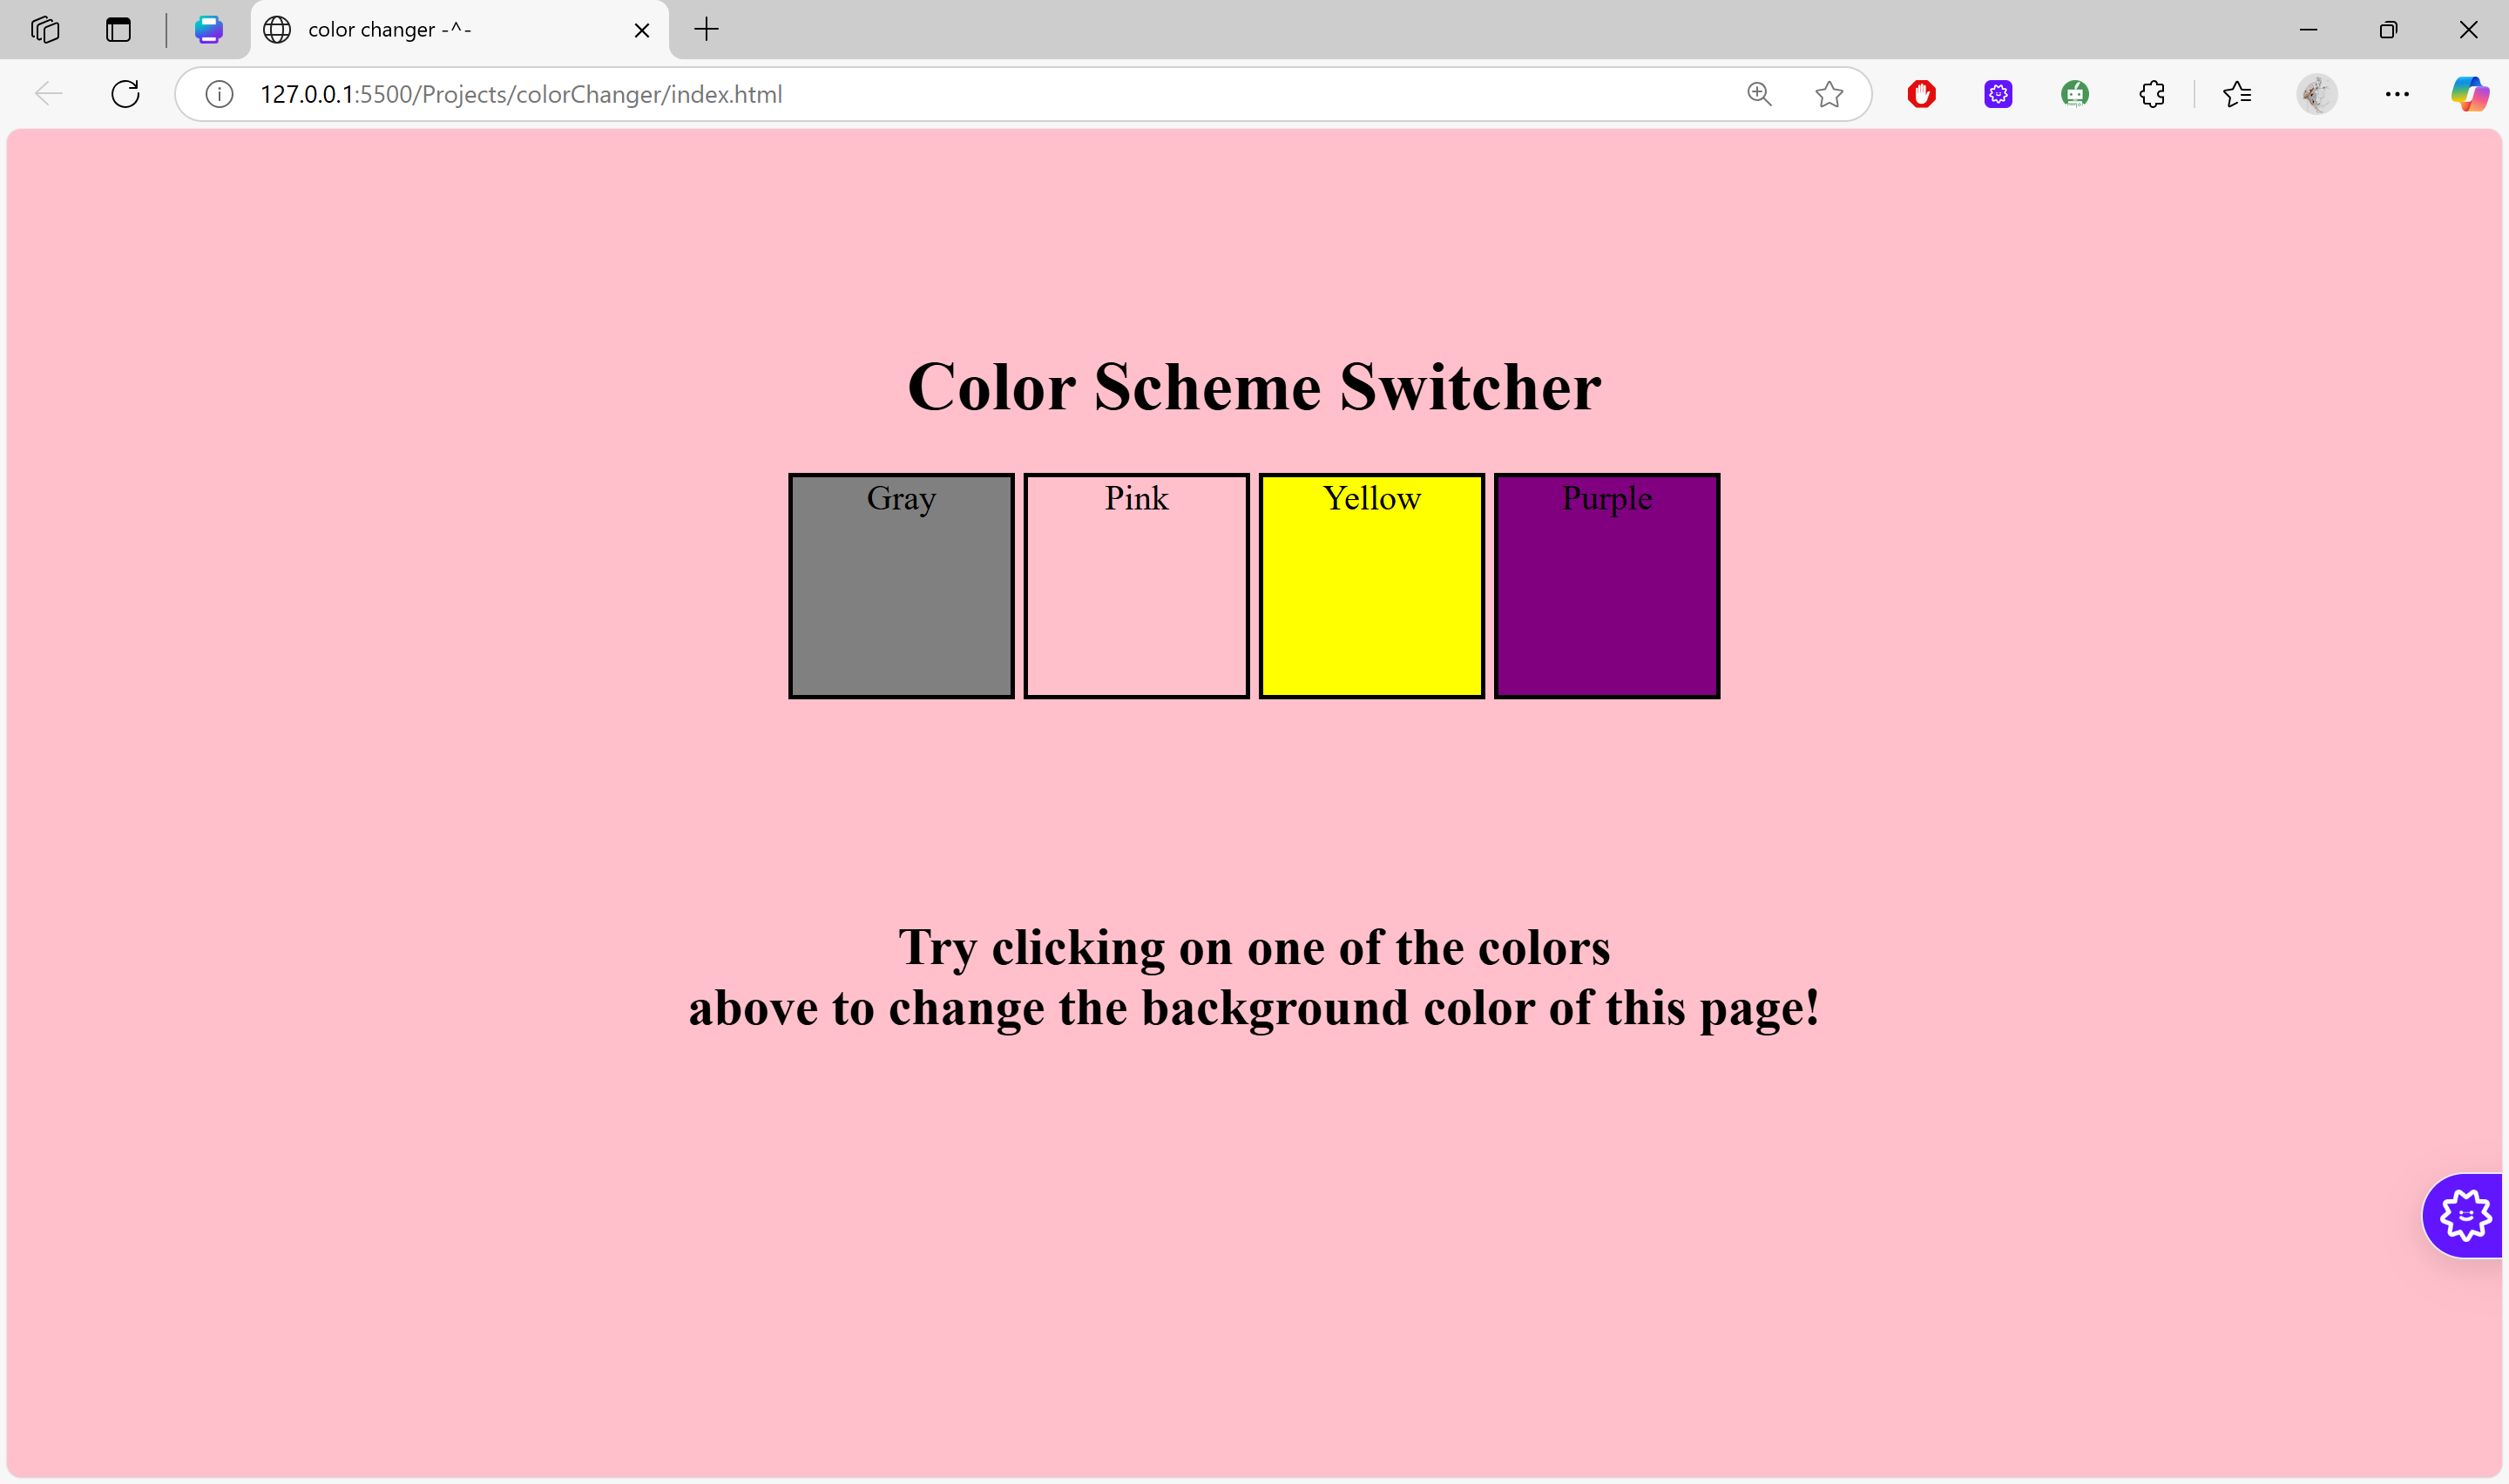 color changer -^-
127.0.0.1:5500/Projects/colorChanger/index.html
Color Scheme Switcher
Gray Pink Yellow Purple
Try clicking on one of the colors
above to change the background color of this page!